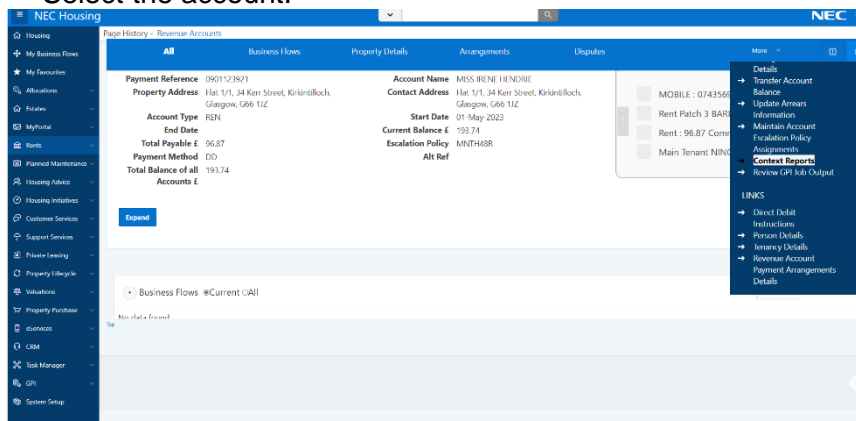 Select the account.
NEC Housing
NEC
Housing
My Business Flows
My Favourites
Allocations
Estates
MyPortal
Rents
Planned Maintenance
Housing Advice
Housing Initiatives
Customer Services
Support Services
Private Leasing
Property Lifecycle
Valuations
Property Purchase
eServices
CRM
Task Manager
GPI
System Setup
Page History - Revenue Accounts
All Business Flows Property Details Arrangements Disputes More
Payment Reference 0901123921 Account Name MISS IRENE HENDRIE
Property Address Flat 1/1, 34 Kerr Street, Kirkintilloch, Contact Address Flat 1/1, 34 Kerr Street, Kirkintilloch,
Glasgow, G66 1JZ Glasgow, G66 1JZ
Account Type REN Start Date 01-May-2023
End Date Current Balance £ 193.74
Total Payable £ 96.87 Escalation Policy MNTH48R
Payment Method DD Alt Ref
Total Balance of all 193.74
Accounts £
MOBILE : 0743569
Rent Patch 3 BARI
Rent : 96.87 Comm
Main Tenant NINO
Expand
Business Flows Current All
No data found
Top
Details
Transfer Account
Balance
Update Arrears
Information
Maintain Account
Escalation Policy
Assignments
Context Reports
Review GPI Job Output
LINKS
Direct Debit
Instructions
Person Details
Tenancy Details
Revenue Account
Payment Arrangements
Details